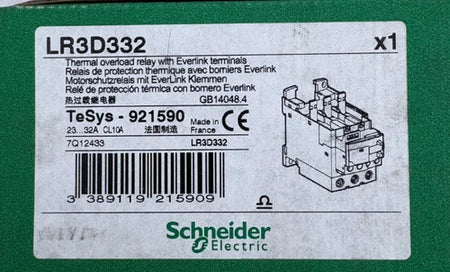 LR3D332 x1
Thermal overload relay with Everlink terminals
Relais de protection thermique avec borniers Everlink
Motorschutzrelais mit EverLink Klemmen
Relé de protección térmica con bornero Everlink
热过载继电器 GB14048.4
TeSys - 921590 Made in France
23...32A CL10A 法国制造
7Q12433 LR3D332
3 389119 215909
Schneider
Electric